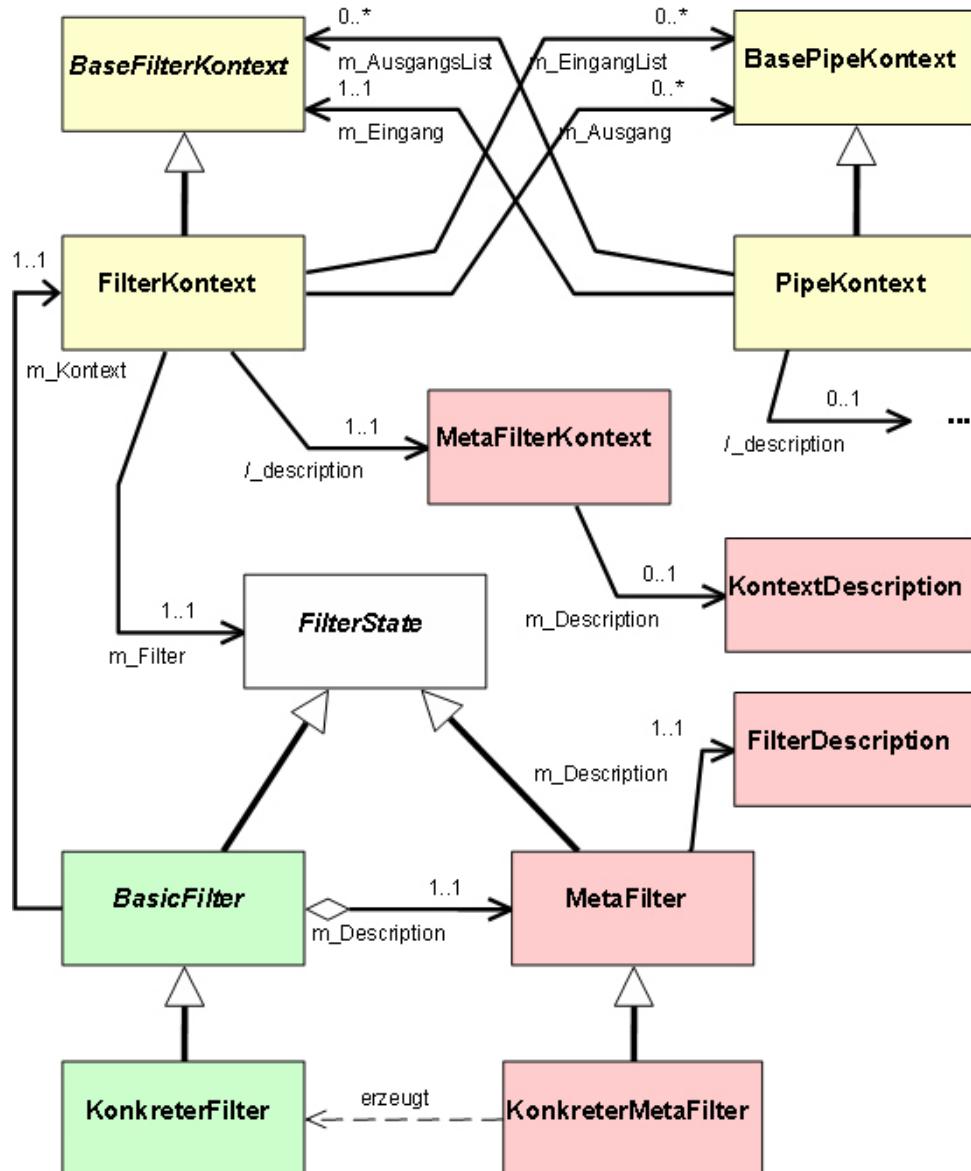 0..*
0..*
BaseFilterKontext
BasePipeKontext
m_AusgangsList
m_EingangList
1..1
0..*
m_Eingang
m_Ausgang
1..1
FilterKontext
PipeKontext
m_Kontext
1..1
0..1
...
MetaFilterKontext
/_description
/_description
0..1
KontextDescription
1..1
FilterState
m_Description
m_Filter
1..1
FilterDescription
m_Description
1..1
BasicFilter
MetaFilter
m_Description
erzeugt
KonkreterFilter
KonkreterMetaFilter